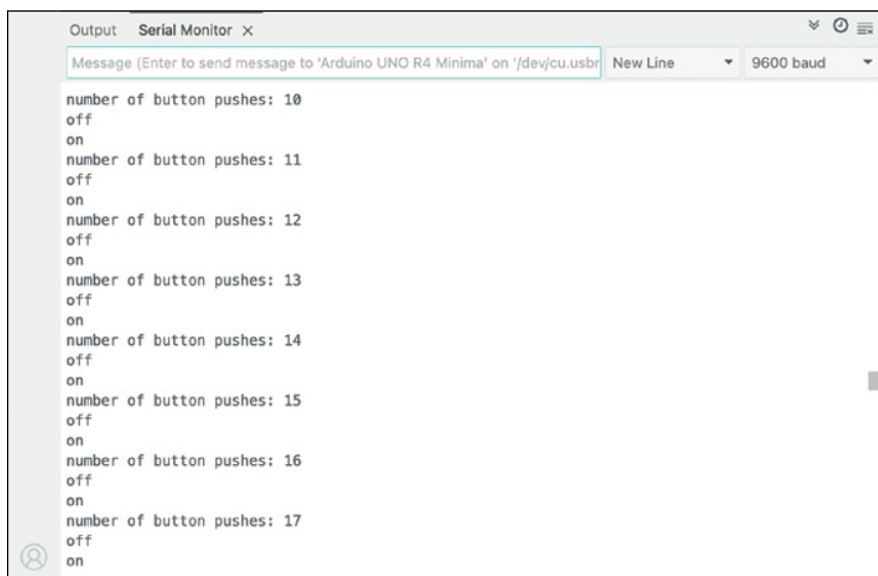 Output Serial Monitor ×
Message (Enter to send message to 'Arduino UNO R4 Minima' on '/dev/cu.usbr New Line 9600 baud
number of button pushes: 10
off
on
number of button pushes: 11
off
on
number of button pushes: 12
off
on
number of button pushes: 13
off
on
number of button pushes: 14
off
on
number of button pushes: 15
off
on
number of button pushes: 16
off
on
number of button pushes: 17
off
on